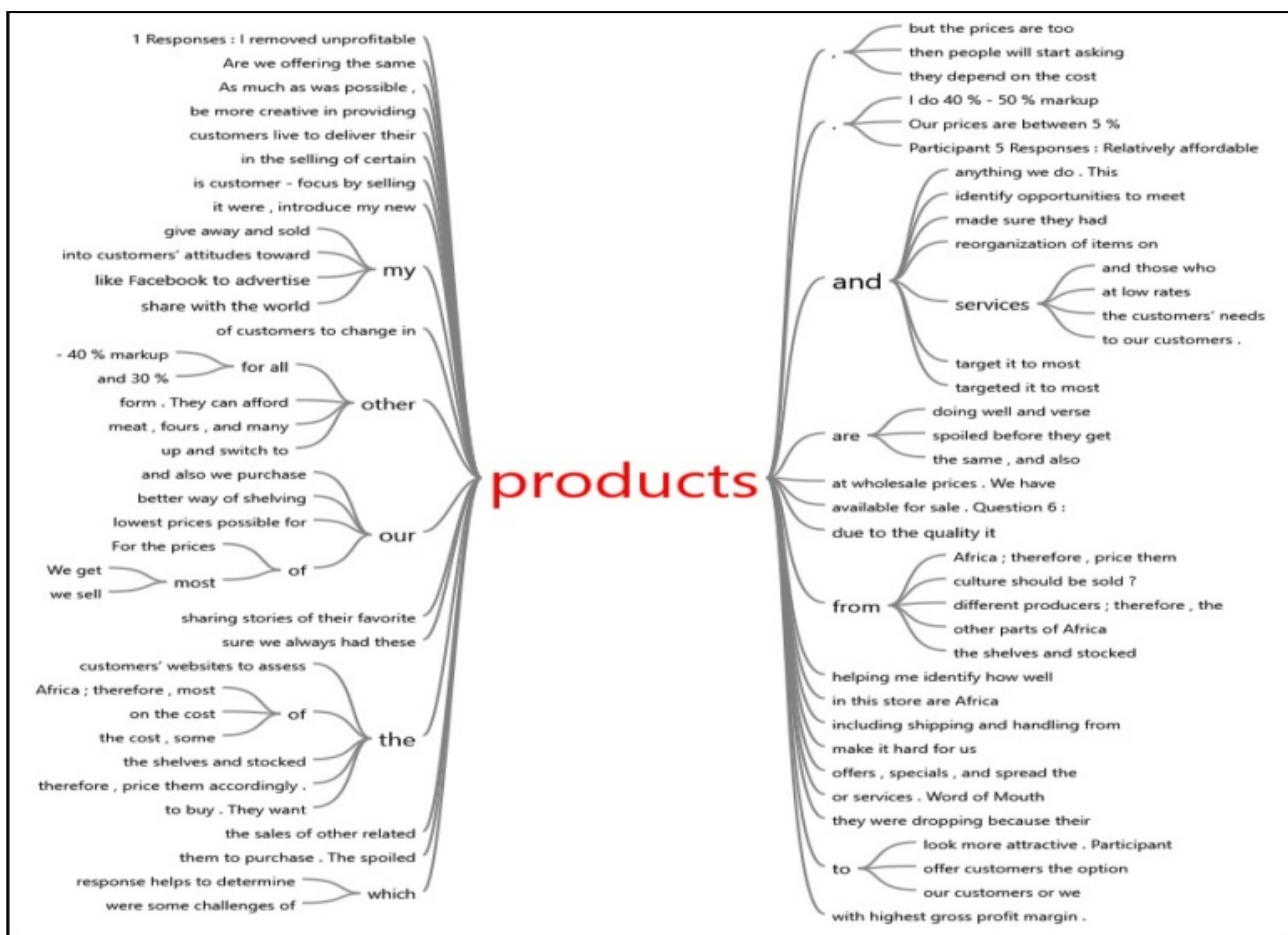 1 Responses : I removed unprofitable
Are we offering the same
As much as was possible ,
be more creative in providing
customers live to deliver their
in the selling of certain
is customer - focus by selling
it were , introduce my new
give away and sold
into customers' attitudes toward
like Facebook to advertise
share with the world
my
of customers to change in
- 40 % markup
and 30 %
for all
form . They can afford
meat , fours , and many
up and switch to
other
and also we purchase
better way of shelving
lowest prices possible for
For the prices
We get
we sell
most
of
our
sharing stories of their favorite
sure we always had these
customers' websites to assess
Africa ; therefore , most
on the cost
the cost , some
of
the shelves and stocked
therefore , price them accordingly .
to buy . They want
the
the sales of other related
them to purchase . The spoiled
response helps to determine
were some challenges of
which
products
,
but the prices are too
then people will start asking
they depend on the cost
.
I do 40 % - 50 % markup
Our prices are between 5 %
Participant 5 Responses : Relatively affordable
and
anything we do . This
identify opportunities to meet
made sure they had
reorganization of items on
services
and those who
at low rates
the customers' needs
to our customers .
target it to most
targeted it to most
are
doing well and verse
spoiled before they get
the same , and also
at wholesale prices . We have
available for sale . Question 6 :
due to the quality it
from
Africa ; therefore , price them
culture should be sold ?
different producers ; therefore , the
other parts of Africa
the shelves and stocked
helping me identify how well
in this store are Africa
including shipping and handling from
make it hard for us
offers , specials , and spread the
or services . Word of Mouth
they were dropping because their
to
look more attractive . Participant
offer customers the option
our customers or we
with highest gross profit margin .